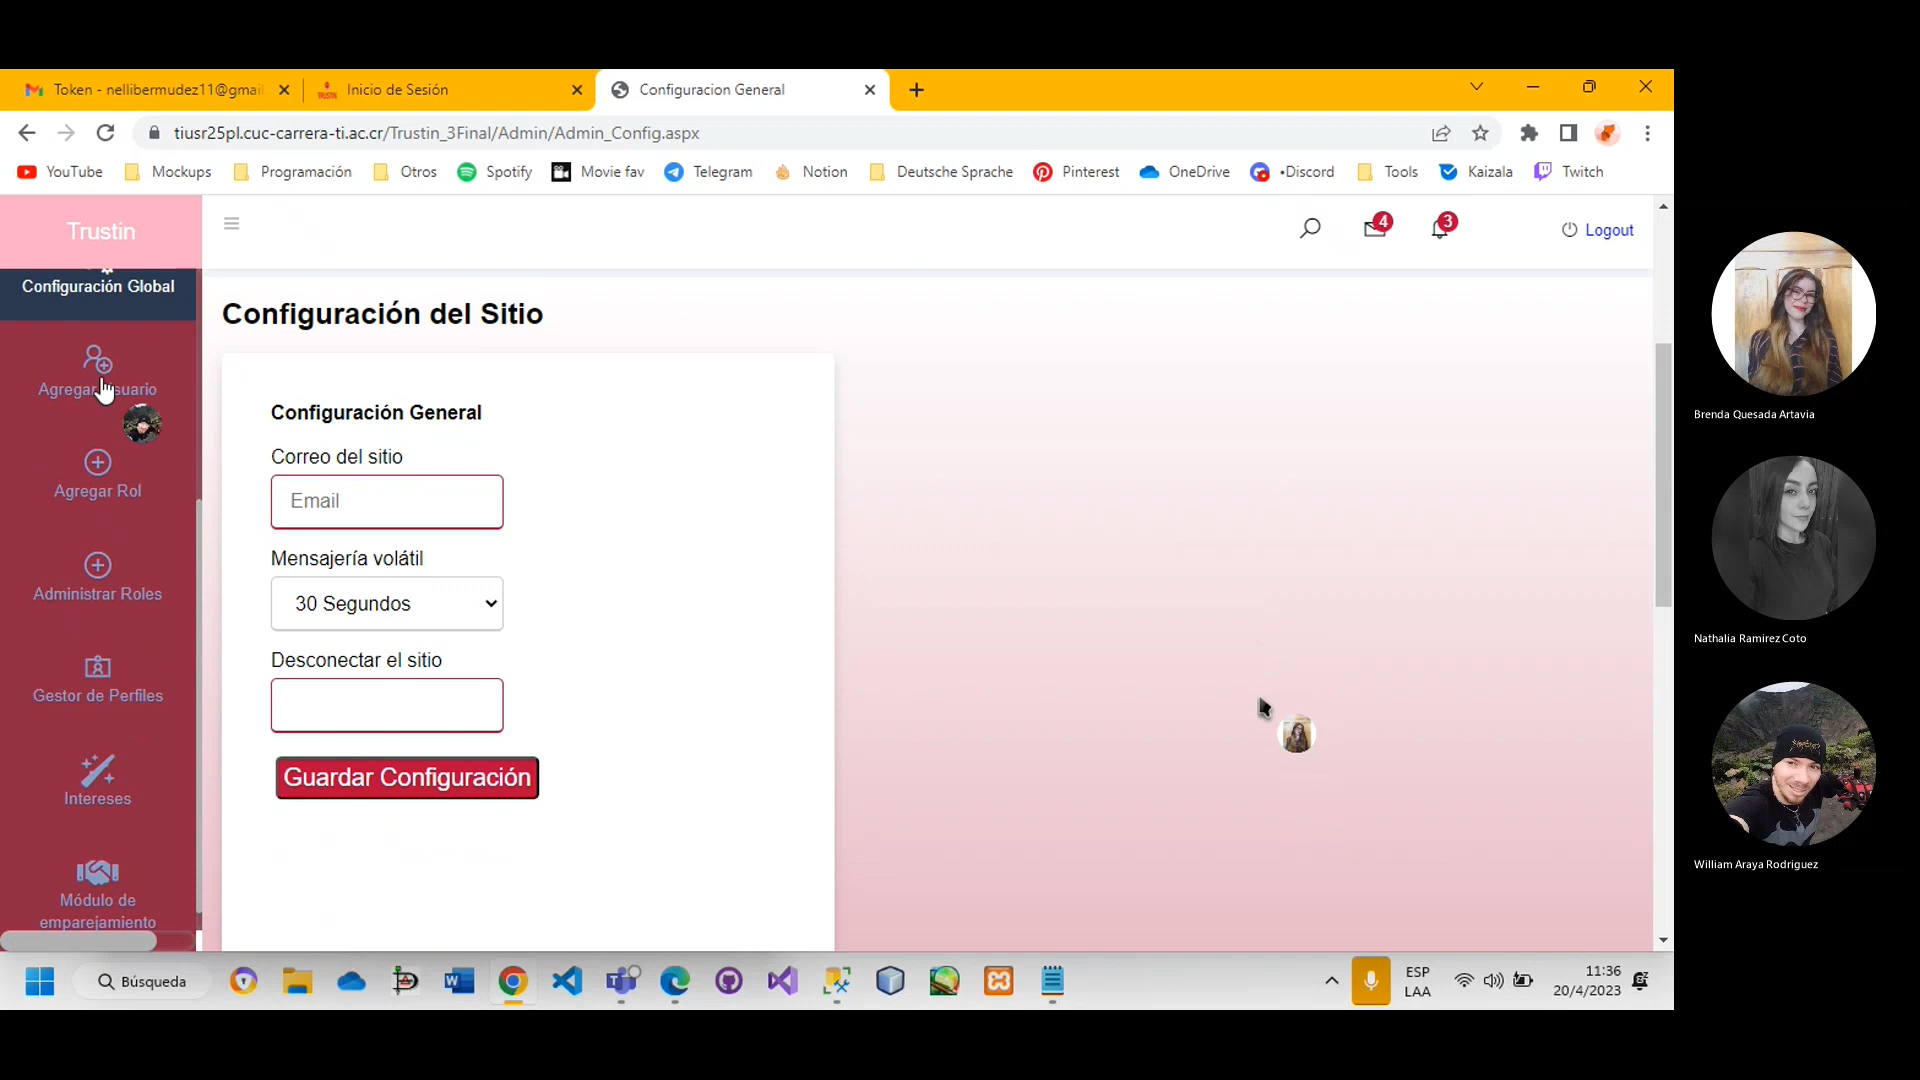 Token - nellibermudez11@gmai
Inicio de Sesión
Configuracion General
tiusr25pl.cuc-carrera-ti.ac.cr/Trustin_3Final/Admin/Admin_Config.aspx
YouTube
Mockups
Programación
Otros
Spotify
Movie fav
Telegram
Notion
Deutsche Sprache
Pinterest
OneDrive
•Discord
Tools
Kaizala
Twitch
Trustin
4
3
Logout
Configuración Global
Agregar suario
Agregar Rol
Administrar Roles
Gestor de Perfiles
Intereses
Módulo de
emparejamiento
Configuración del Sitio
Configuración General
Correo del sitio
Email
Mensajería volátil
30 Segundos
Desconectar el sitio
Guardar Configuración
Brenda Quesada Artavia
Nathalia Ramirez Coto
William Araya Rodriguez
Búsqueda
ESP
LAA
11:36
20/4/2023